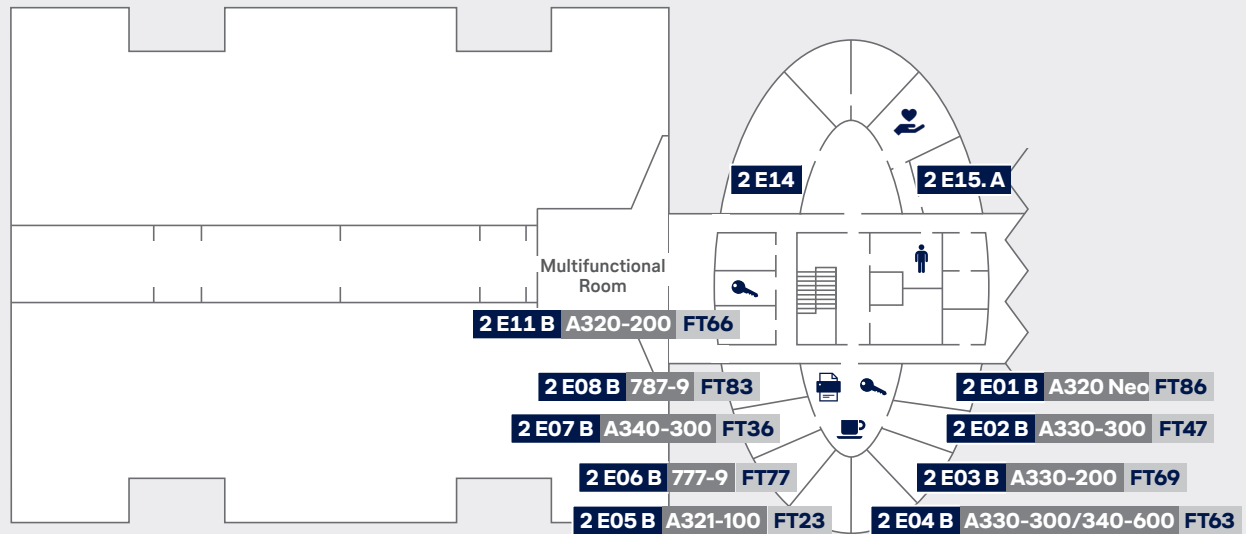 2 E14
2 E15. A
Multifunctional
Room
2 E11 B A320-200 FT66
2 E08 B 787-9 FT83
2 E01 B A320 Neo FT86
2 E07 B A340-300 FT36
2 E02 B A330-300 FT47
2 E06 B 777-9 FT77
2 E03 B A330-200 FT69
2 E05 B A321-100 FT23
2 E04 B A330-300/340-600 FT63